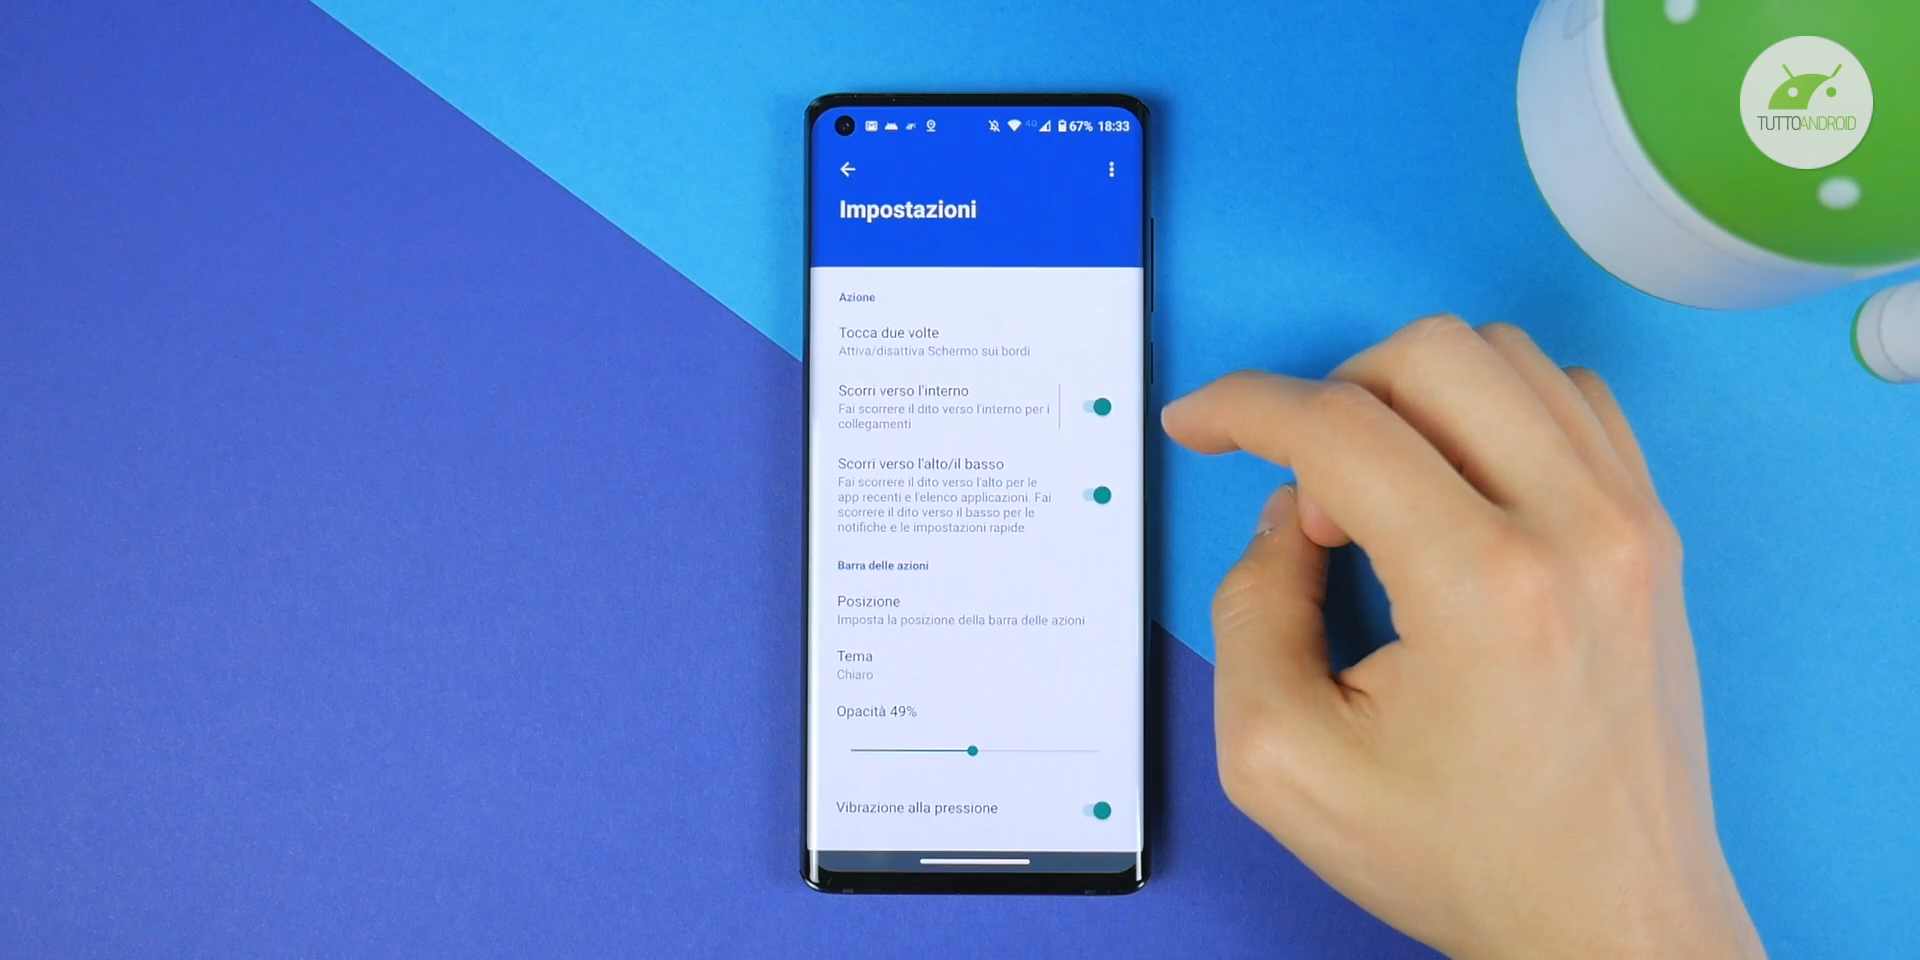 TUTTOANDROID
4G 67% 18:33
Impostazioni
Azione
Tocca due volte
Attiva/disattiva Schermo sui bordi
Scorri verso l'interno
Fai scorrere il dito verso l'interno per i
collegamenti
Scorri verso l'alto/il basso
Fai scorrere il dito verso l'alto per le
app recenti e l'elenco applicazioni. Fai
scorrere il dito verso il basso per le
notifiche e le impostazioni rapide.
Barra delle azioni
Posizione
Imposta la posizione della barra delle azioni
Tema
Chiaro
Opacità 49%
Vibrazione alla pressione